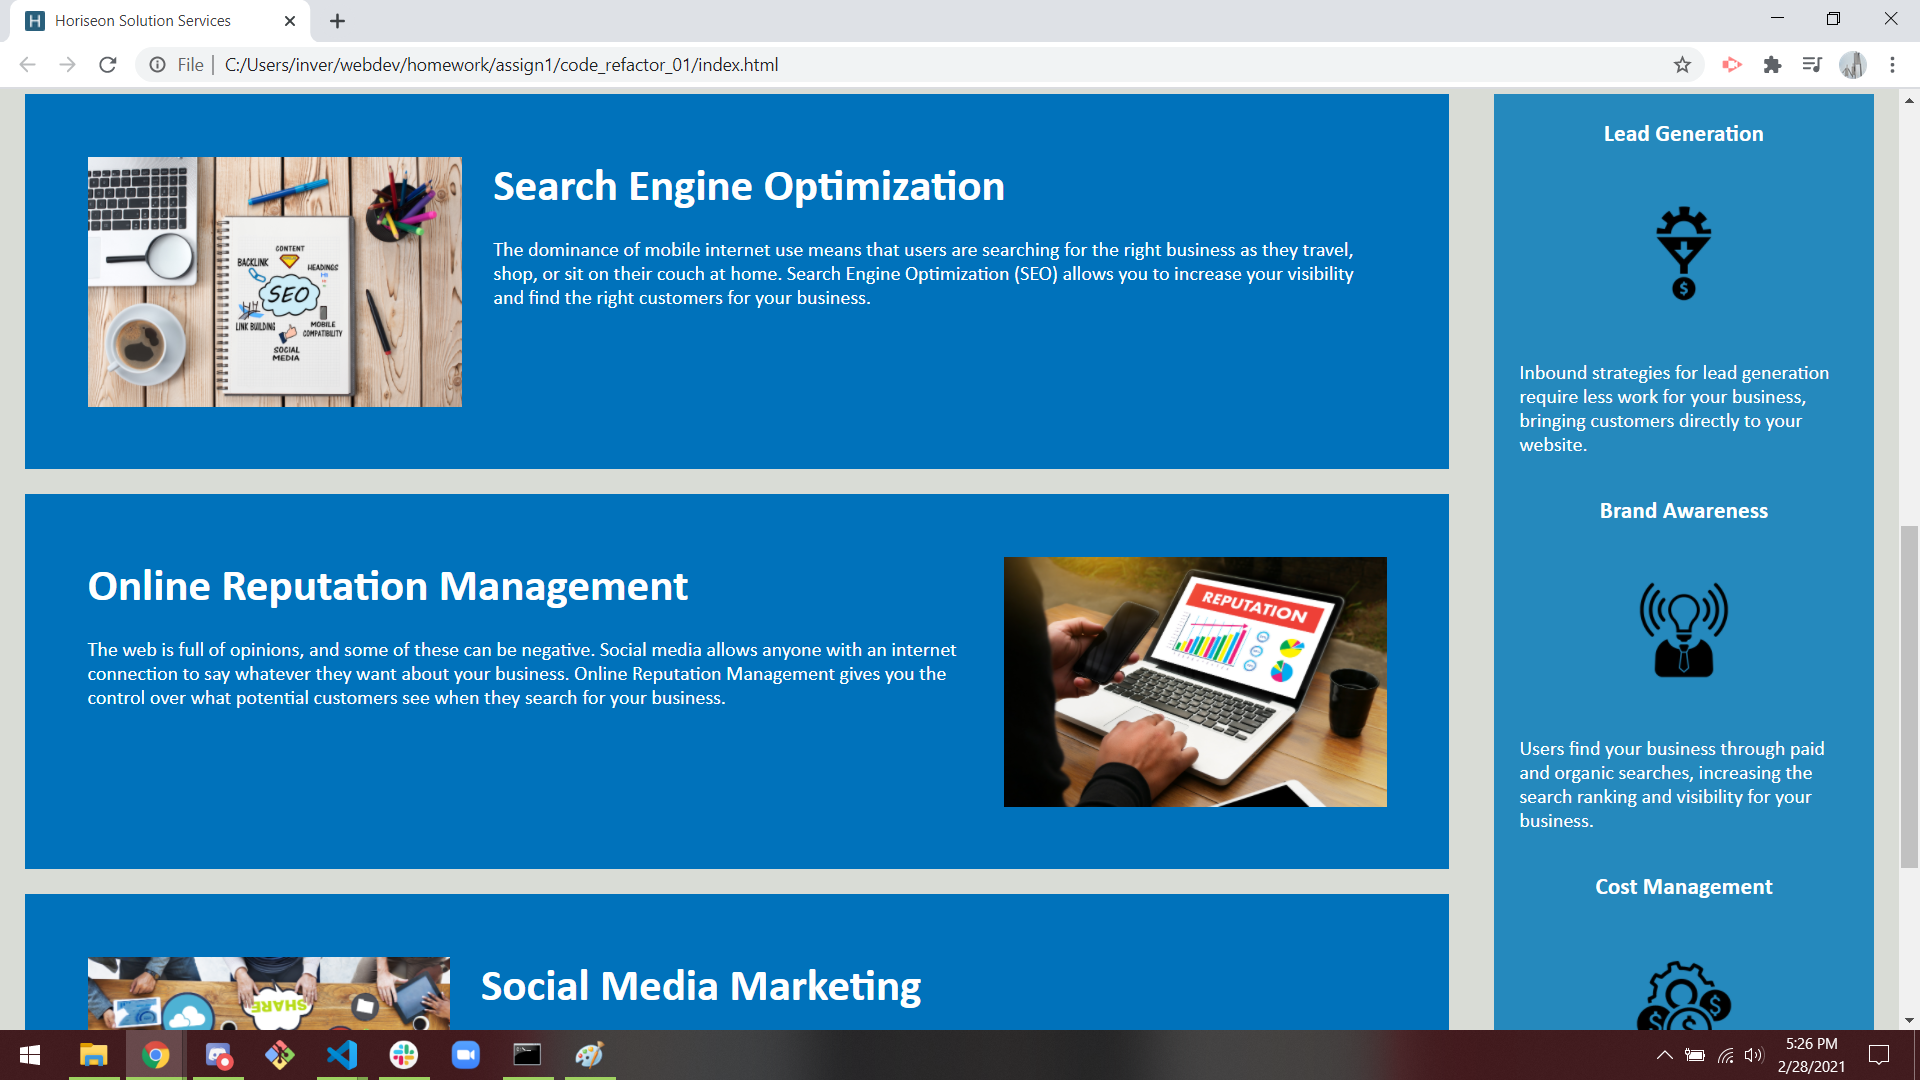 Horiseon Solution Services
File
C:/Users/inver/webdev/homework/assign1/code_refactor_01/index.html
Search Engine Optimization
The dominance of mobile internet use means that users are searching for the right business as they travel,
shop, or sit on their couch at home. Search Engine Optimization (SEO) allows you to increase your visibility
and find the right customers for your business.
CONTENT
BACKLINK
HEADINGS
SEO
LINK BUILDING
MOBILE
COMPATIBILITY
SOCIAL
MEDIA
Online Reputation Management
The web is full of opinions, and some of these can be negative. Social media allows anyone with an internet
connection to say whatever they want about your business. Online Reputation Management gives you the
control over what potential customers see when they search for your business.
REPUTATION
Social Media Marketing
SHARE
Lead Generation
Inbound strategies for lead generation
require less work for your business,
bringing customers directly to your
website.
Brand Awareness
Users find your business through paid
and organic searches, increasing the
search ranking and visibility for your
business.
Cost Management
5:26 PM
2/28/2021